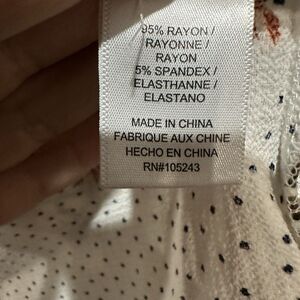 95% RAYON /
RAYONNE /
RAYON
5% SPANDEX /
ELASTHANNE /
ELASTANO
MADE IN CHINA
FABRIQUE AUX CHINE
HECHO EN CHINA
RN#105243